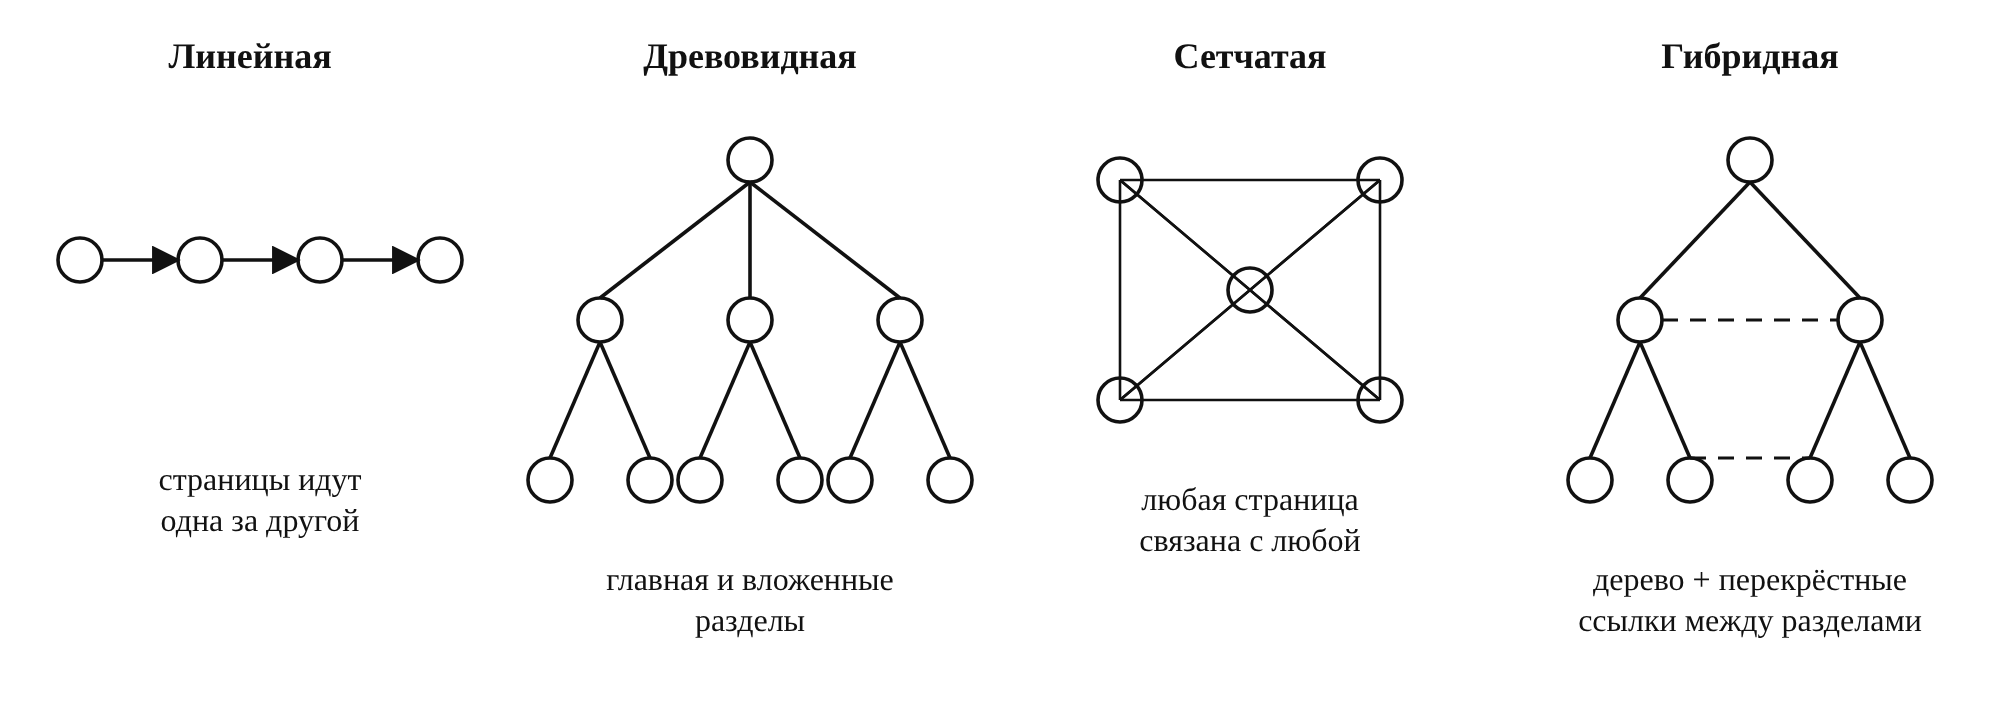 Линейная
страницы идут
одна за другой
Древовидная
главная и вложенные
разделы
Сетчатая
любая страница
связана с любой
Гибридная
дерево + перекрёстные
ссылки между разделами